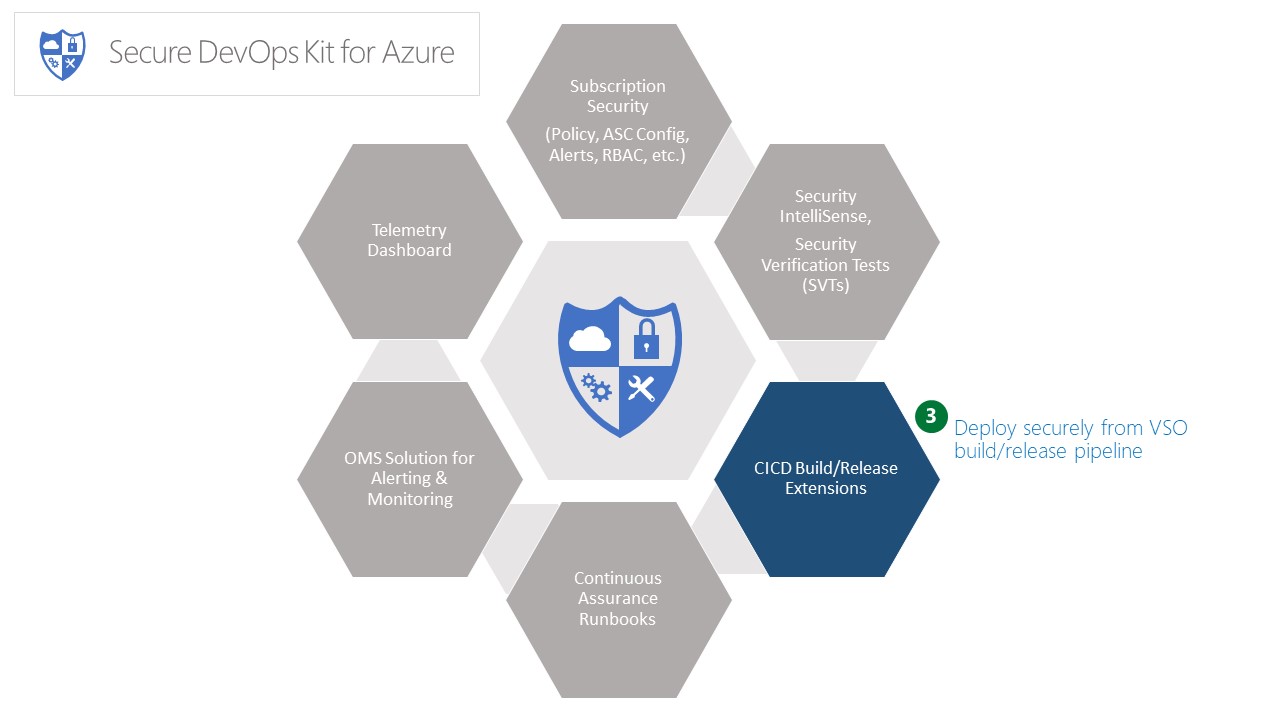 Secure DevOps Kit for Azure
Subscription
Security
(Policy, ASC Config,
Alerts, RBAC, etc.)
Security
IntelliSense,
Security
Verification Tests
(SVTs)
3
Deploy securely from VSO
build/release pipeline
CICD Build/Release
Extensions
Continuous
Assurance
Runbooks
OMS Solution for
Alerting &
Monitoring
Telemetry
Dashboard